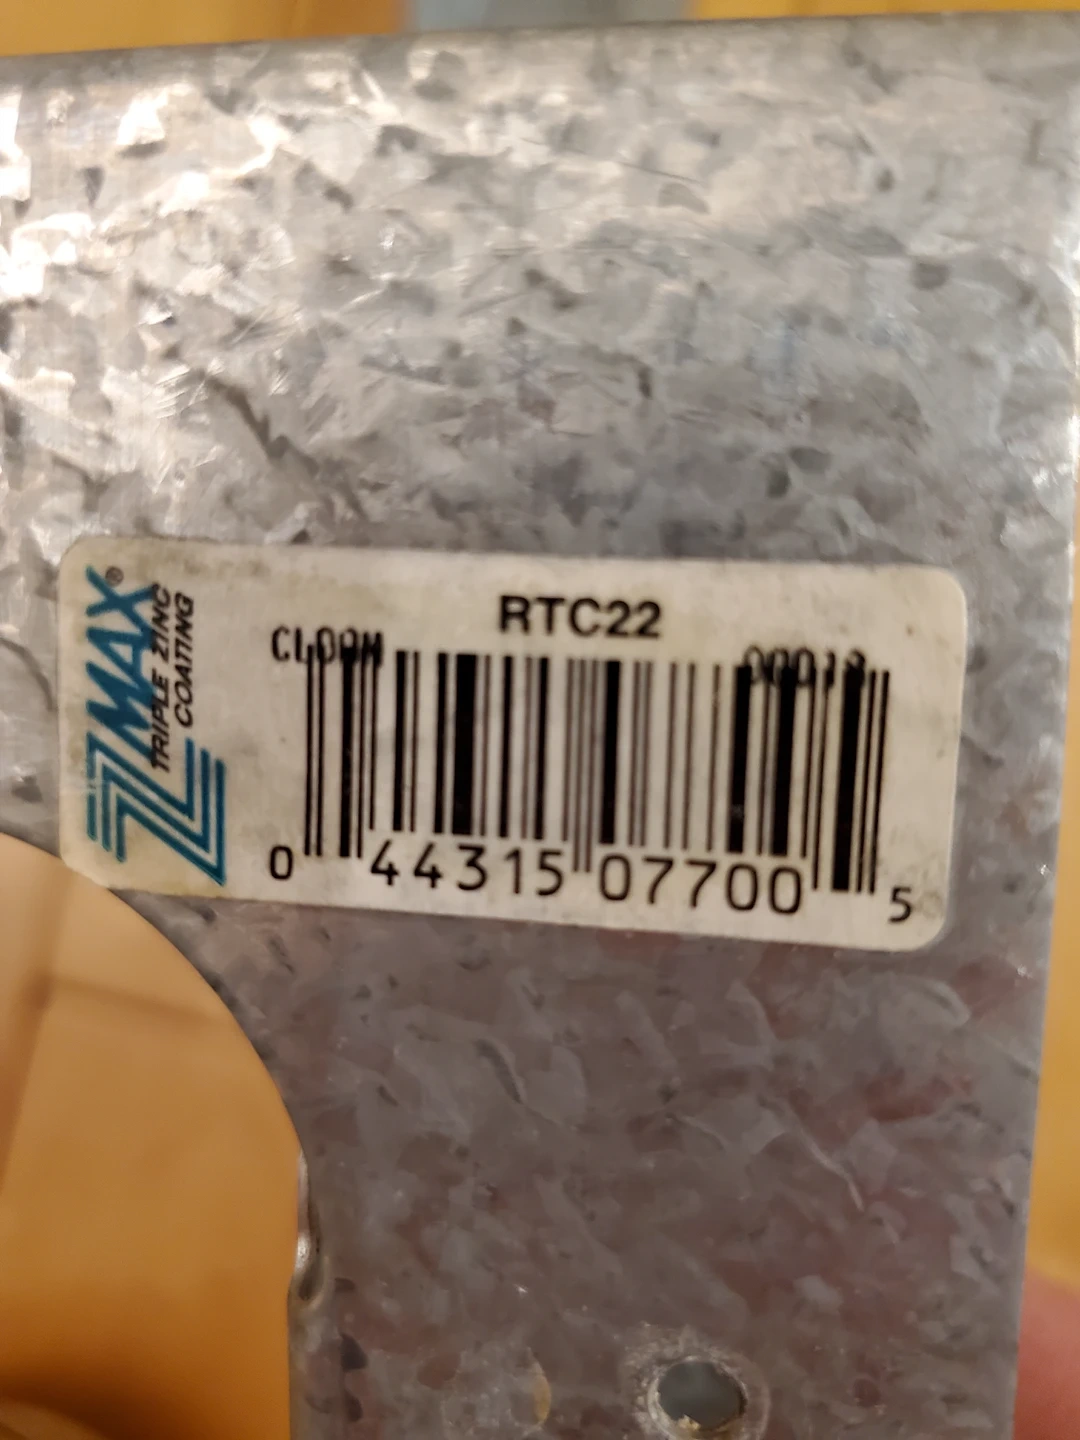 ZMAX®
TRIPLE ZINC
COATING
RTC22
0 44315 07700 5